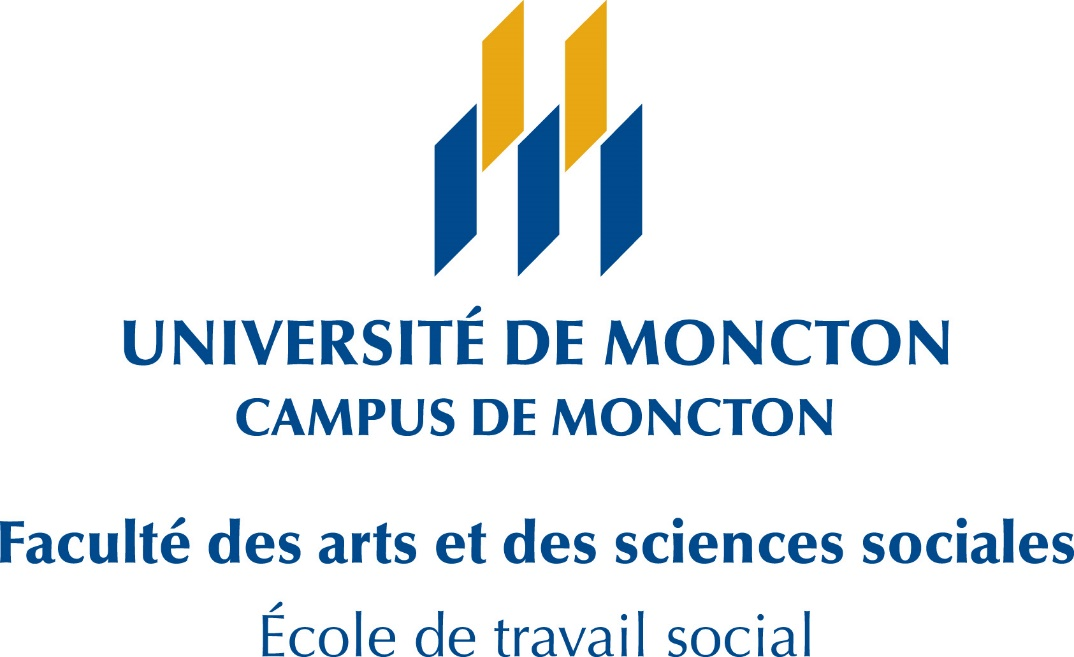 UNIVERSITÉ DE MONCTON
CAMPUS DE MONCTON
Faculté des arts et des sciences sociales
École de travail social